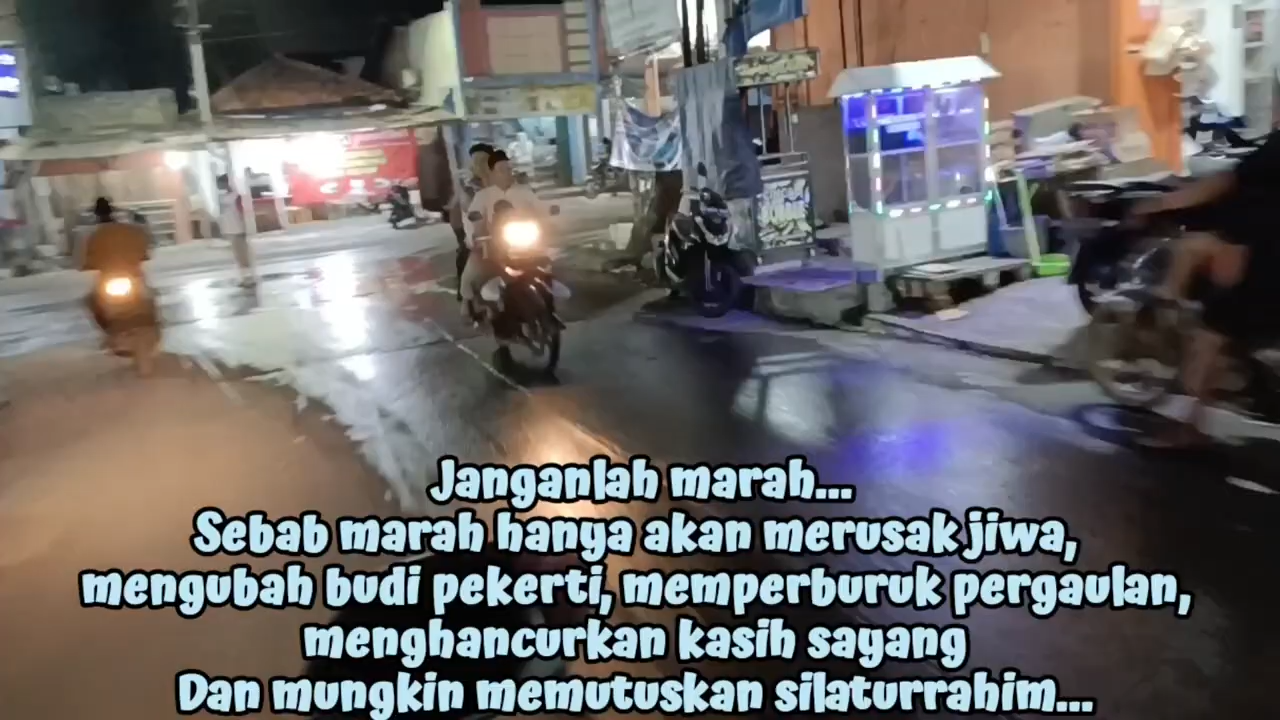 Janganlah marah...
Sebab marah hanya akan merusak jiwa,
mengubah budi pekerti, memperburuk pergaulan,
menghancurkan kasih sayang
Dan mungkin memutuskan silaturrahim...